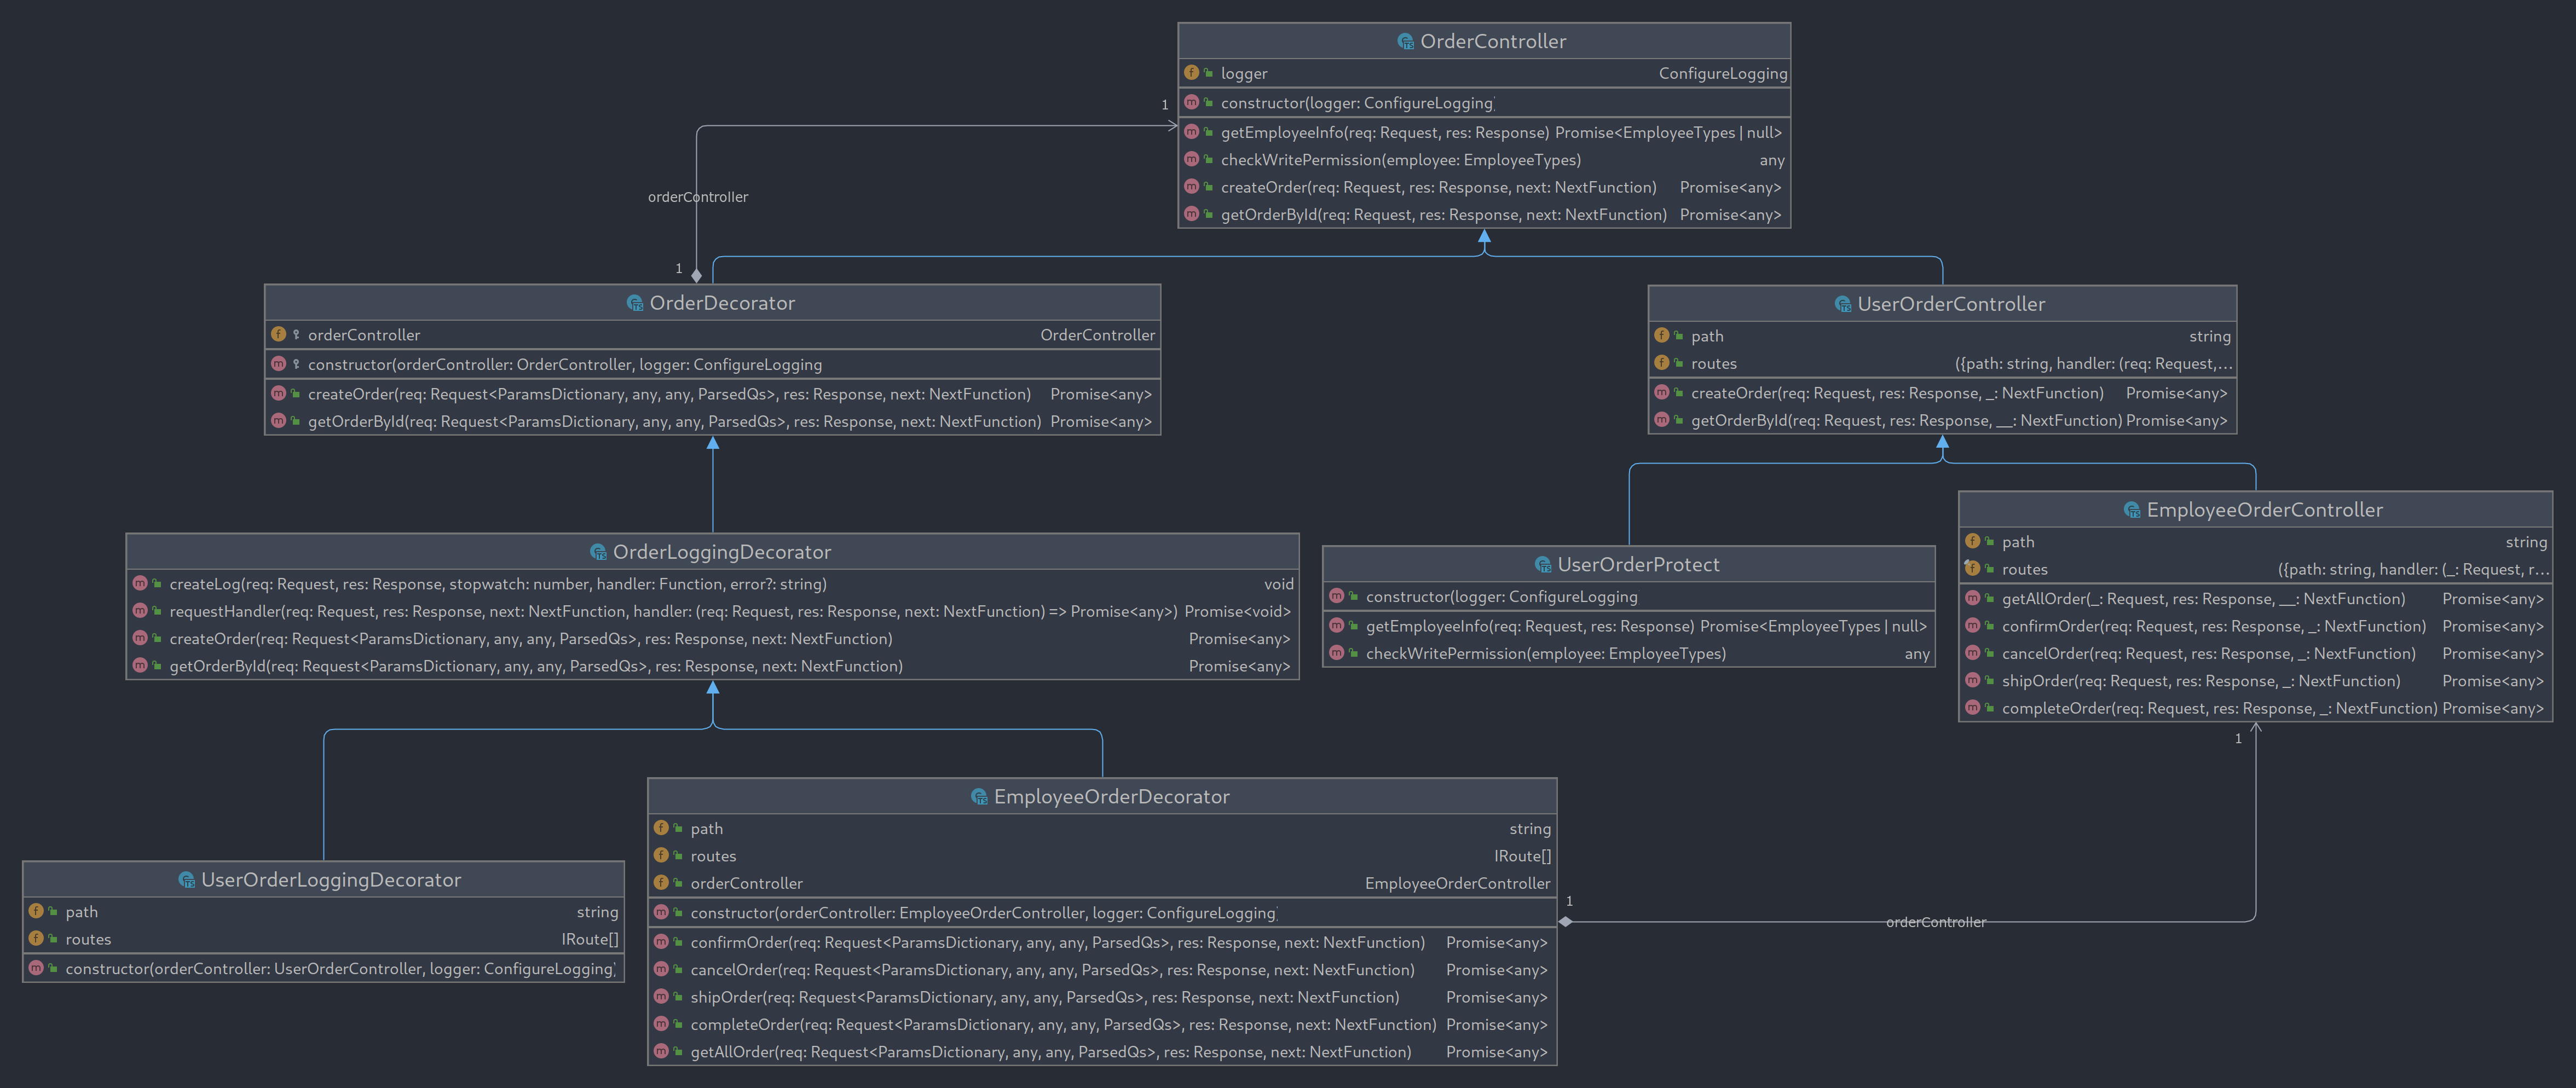 OrderController
logger ConfigureLogging
constructor(logger: ConfigureLogging)
getEmployeeInfo(req: Request, res: Response) Promise<EmployeeTypes | null>
checkWritePermission(employee: EmployeeTypes) any
createOrder(req: Request, res: Response, next: NextFunction) Promise<any>
getOrderById(req: Request, res: Response, next: NextFunction) Promise<any>
1
orderController
1
OrderDecorator
orderController OrderController
constructor(orderController: OrderController, logger: ConfigureLogging
createOrder(req: Request<ParamsDictionary, any, any, ParsedQs>, res: Response, next: NextFunction) Promise<any>
getOrderById(req: Request<ParamsDictionary, any, any, ParsedQs>, res: Response, next: NextFunction) Promise<any>
UserOrderController
path string
routes ({path: string, handler: (req: Request,...
createOrder(req: Request, res: Response, _: NextFunction) Promise<any>
getOrderById(req: Request, res: Response, __: NextFunction) Promise<any>
OrderLoggingDecorator
createLog(req: Request, res: Response, stopwatch: number, handler: Function, error?: string) void
requestHandler(req: Request, res: Response, next: NextFunction, handler: (req: Request, res: Response, next: NextFunction) => Promise<any>) Promise<void>
createOrder(req: Request<ParamsDictionary, any, any, ParsedQs>, res: Response, next: NextFunction) Promise<any>
getOrderById(req: Request<ParamsDictionary, any, any, ParsedQs>, res: Response, next: NextFunction) Promise<any>
UserOrderProtect
constructor(logger: ConfigureLogging
getEmployeeInfo(req: Request, res: Response) Promise<EmployeeTypes | null>
checkWritePermission(employee: EmployeeTypes) any
EmployeeOrderController
path string
routes ({path: string, handler: (_: Request, r...
getAllOrder(_: Request, res: Response, __: NextFunction) Promise<any>
confirmOrder(req: Request, res: Response, _: NextFunction) Promise<any>
cancelOrder(req: Request, res: Response, _: NextFunction) Promise<any>
shipOrder(req: Request, res: Response, _: NextFunction) Promise<any>
completeOrder(req: Request, res: Response, _: NextFunction) Promise<any>
1
UserOrderLoggingDecorator
path string
routes IRoute[]
constructor(orderController: UserOrderController, logger: ConfigureLogging)
EmployeeOrderDecorator
path string
routes IRoute[]
orderController EmployeeOrderController
constructor(orderController: EmployeeOrderController, logger: ConfigureLogging)
confirmOrder(req: Request<ParamsDictionary, any, any, ParsedQs>, res: Response, next: NextFunction) Promise<any>
cancelOrder(req: Request<ParamsDictionary, any, any, ParsedQs>, res: Response, next: NextFunction) Promise<any>
shipOrder(req: Request<ParamsDictionary, any, any, ParsedQs>, res: Response, next: NextFunction) Promise<any>
completeOrder(req: Request<ParamsDictionary, any, any, ParsedQs>, res: Response, next: NextFunction) Promise<any>
getAllOrder(req: Request<ParamsDictionary, any, any, ParsedQs>, res: Response, next: NextFunction) Promise<any>
1
orderController